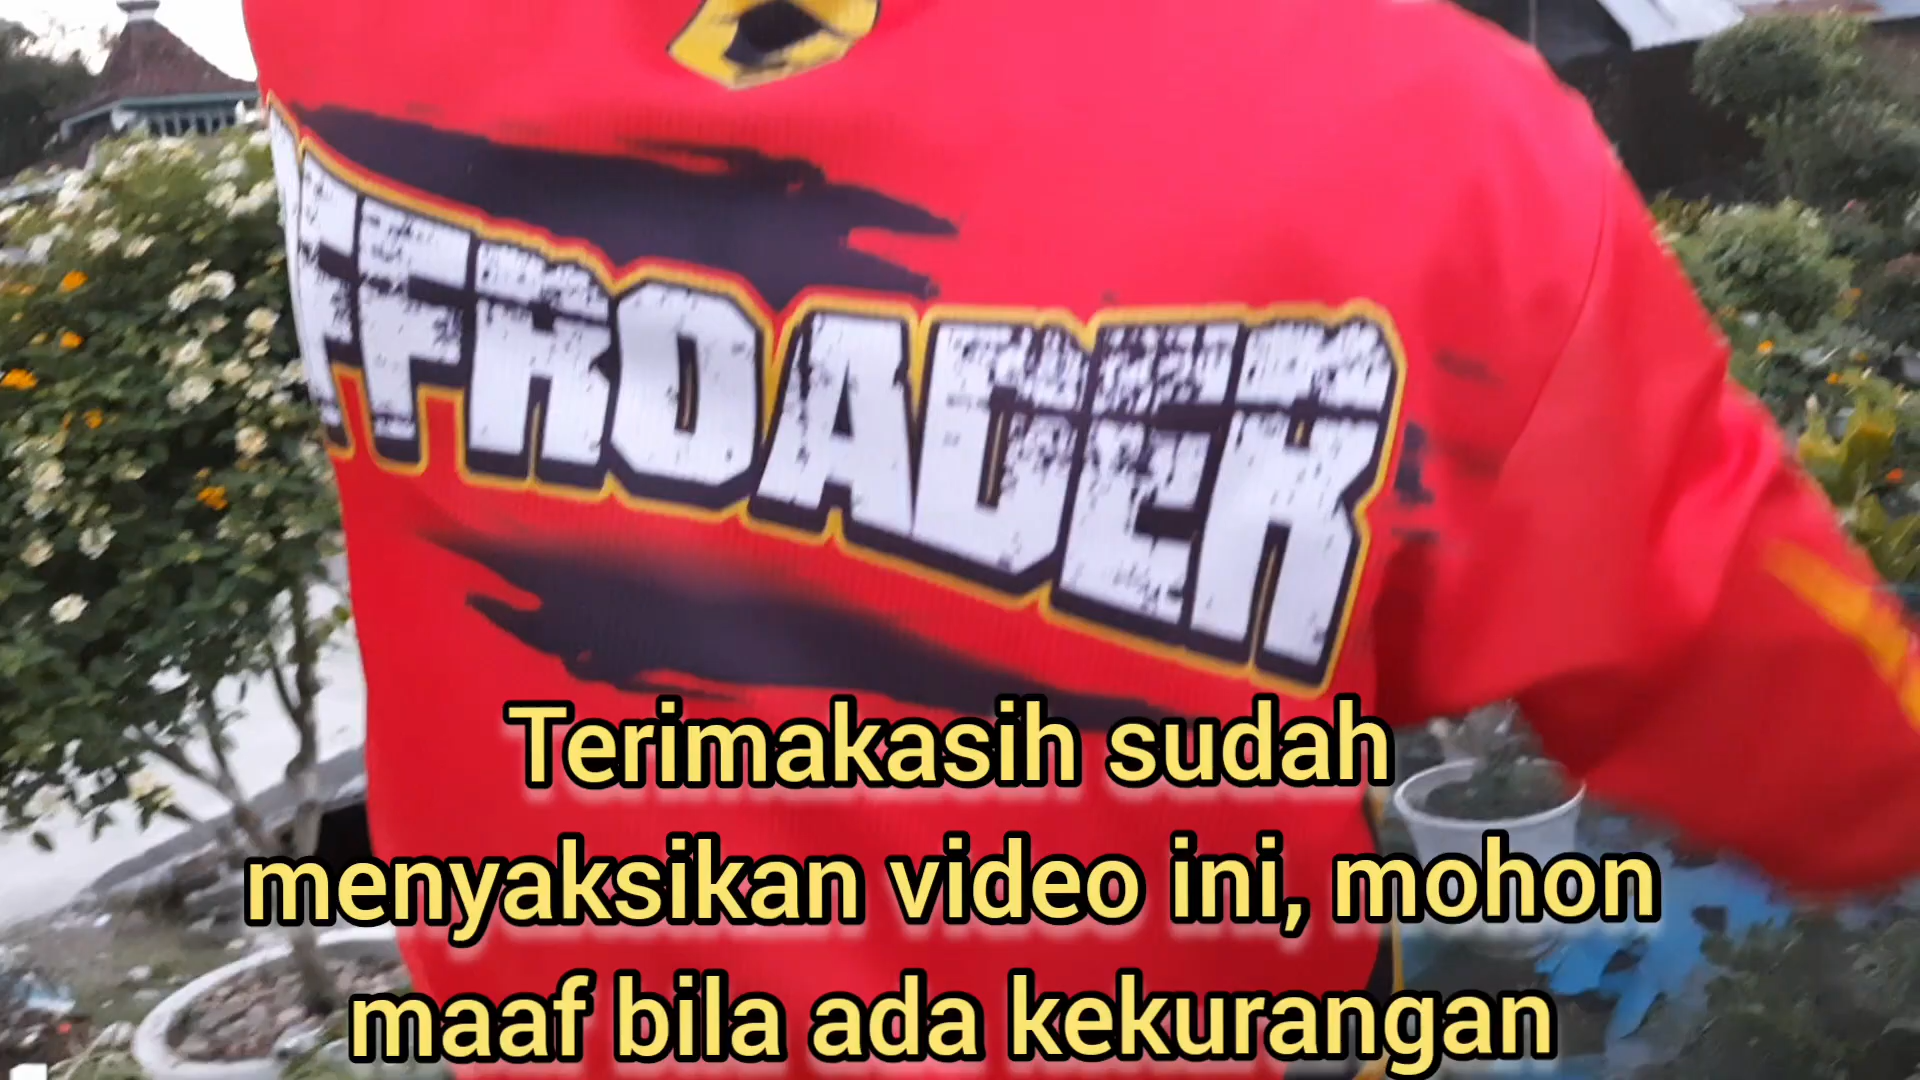 FFROADER
Terimakasih sudah
menyaksikan video ini, mohon
maaf bila ada kekurangan